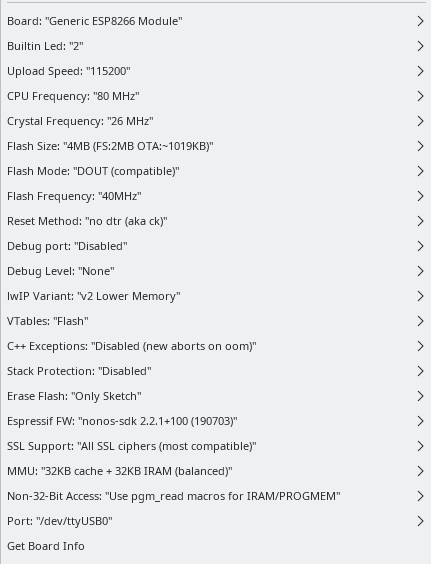 Board: "Generic ESP8266 Module"
Builtin Led: "2"
Upload Speed: "115200"
CPU Frequency: "80 MHz"
Crystal Frequency: "26 MHz"
Flash Size: "4MB (FS:2MB OTA:~1019KB)"
Flash Mode: "DOUT (compatible)"
Flash Frequency: "40MHz"
Reset Method: "no dtr (aka ck)"
Debug port: "Disabled"
Debug Level: "None"
lwIP Variant: "v2 Lower Memory"
VTables: "Flash"
C++ Exceptions: "Disabled (new aborts on oom)"
Stack Protection: "Disabled"
Erase Flash: "Only Sketch"
Espressif FW: "nonos-sdk 2.2.1+100 (190703)"
SSL Support: "All SSL ciphers (most compatible)"
MMU: "32KB cache + 32KB IRAM (balanced)"
Non-32-Bit Access: "Use pgm_read macros for IRAM/PROGMEM"
Port: "/dev/ttyUSB0"
Get Board Info